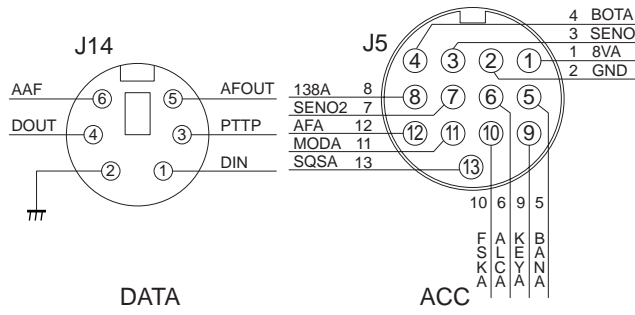 J14
AAF
6
5
AFOUT
DOUT
4
3
PTTP
2
1
DIN
DATA
J5
4 BOTA
3 SENO
1 8VA
2 GND
4
3
2
1
138A 8
SENO2 7
AFA 12
MODA 11
SQSA 13
8
7
6
5
12
11
10
9
13
10 6 9 5
FSKA
ALCA
KEYA
BANA
ACC